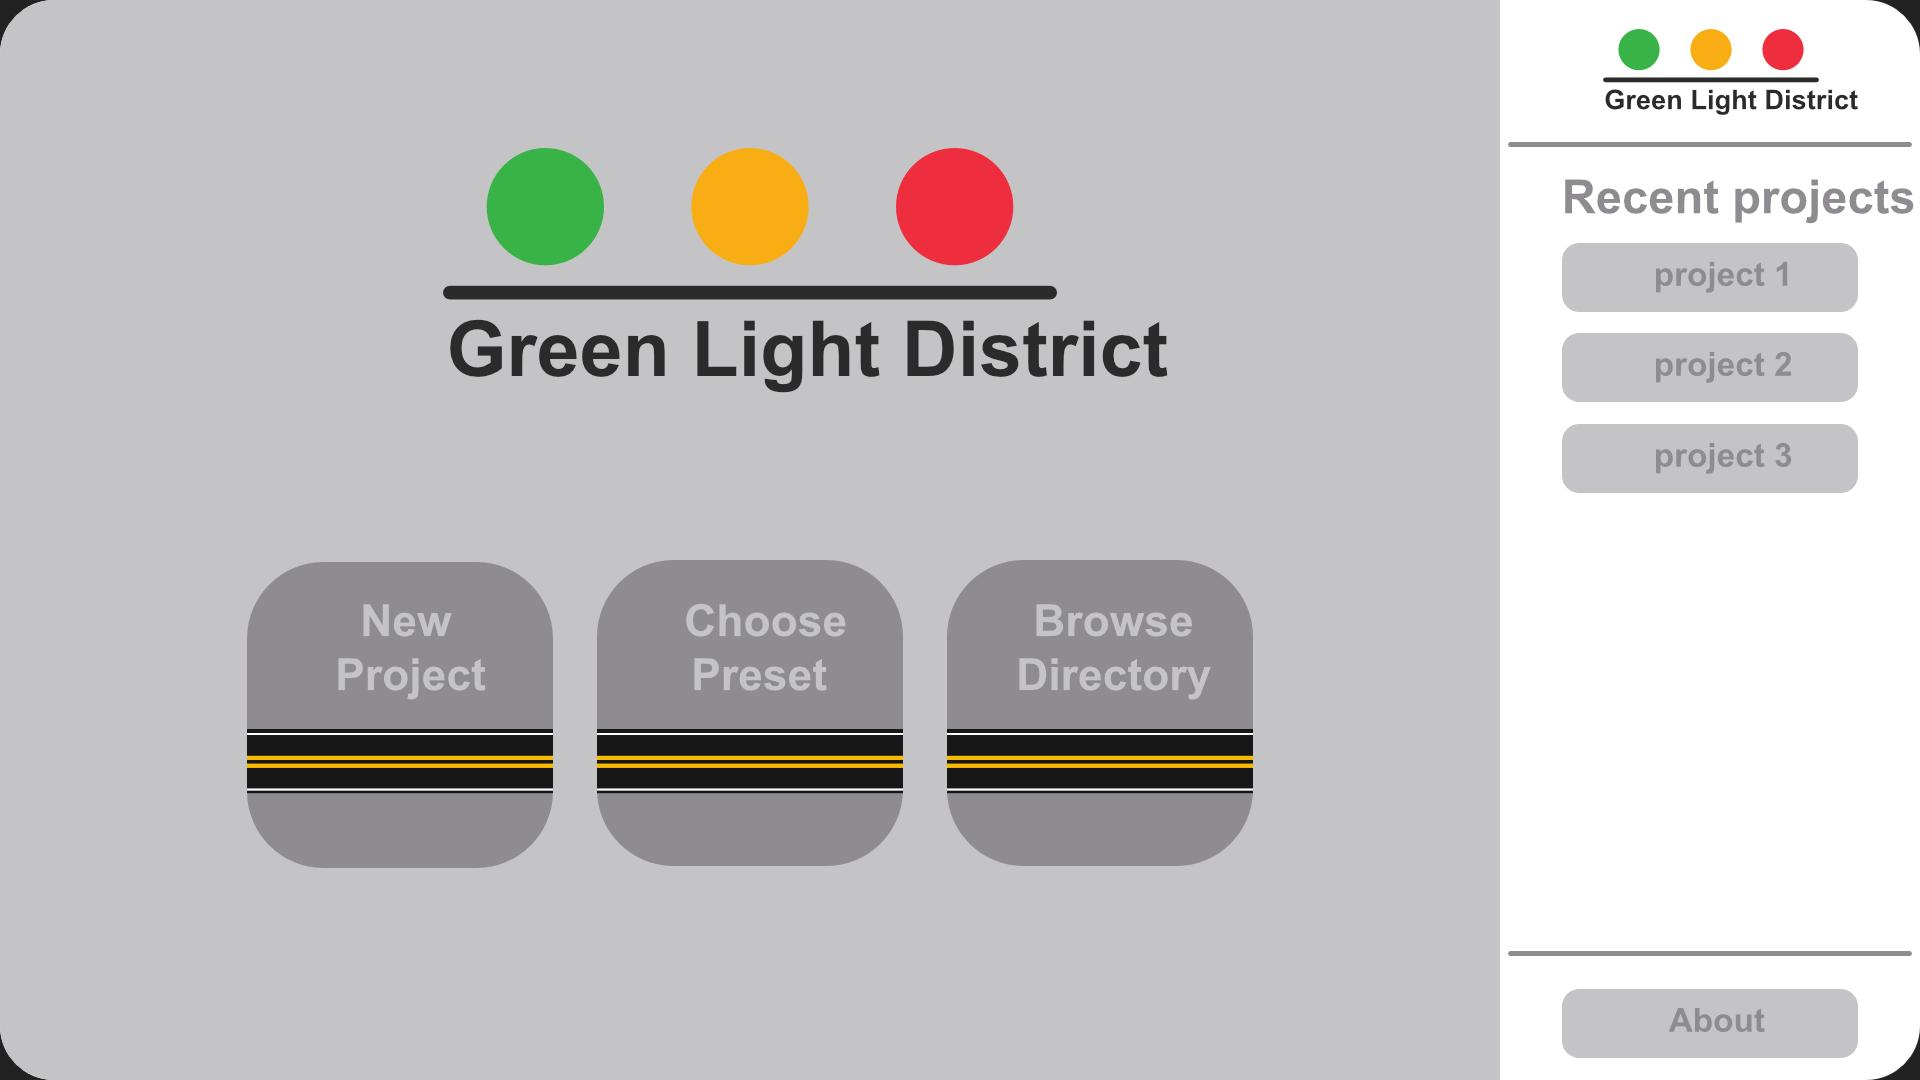 Green Light District
New
Project
Choose
Preset
Browse
Directory
Green Light District
Recent projects
project 1
project 2
project 3
About